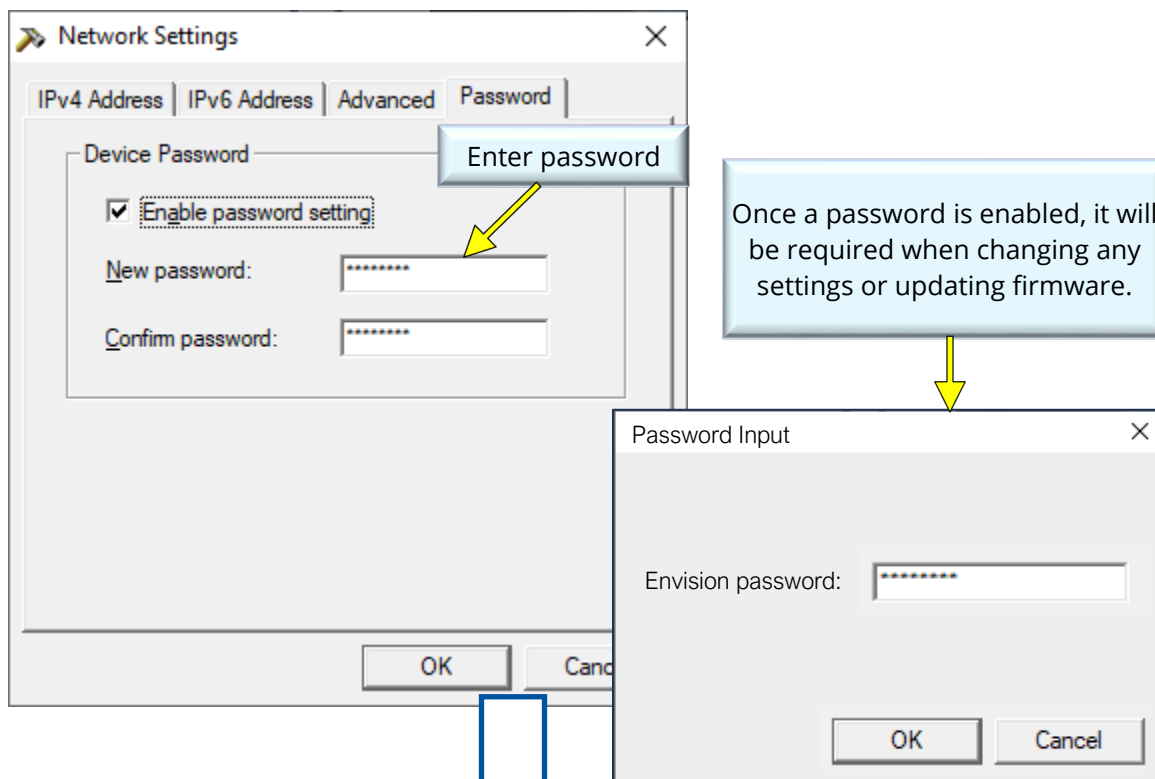 Network Settings
IPv4 Address IPv6 Address Advanced Password
Device Password
Enter password
Enable password setting
New password: ********
Confirm password: ********
OK
Once a password is enabled, it will
be required when changing any
settings or updating firmware.
Password Input
Envision password: ********
OK Cancel